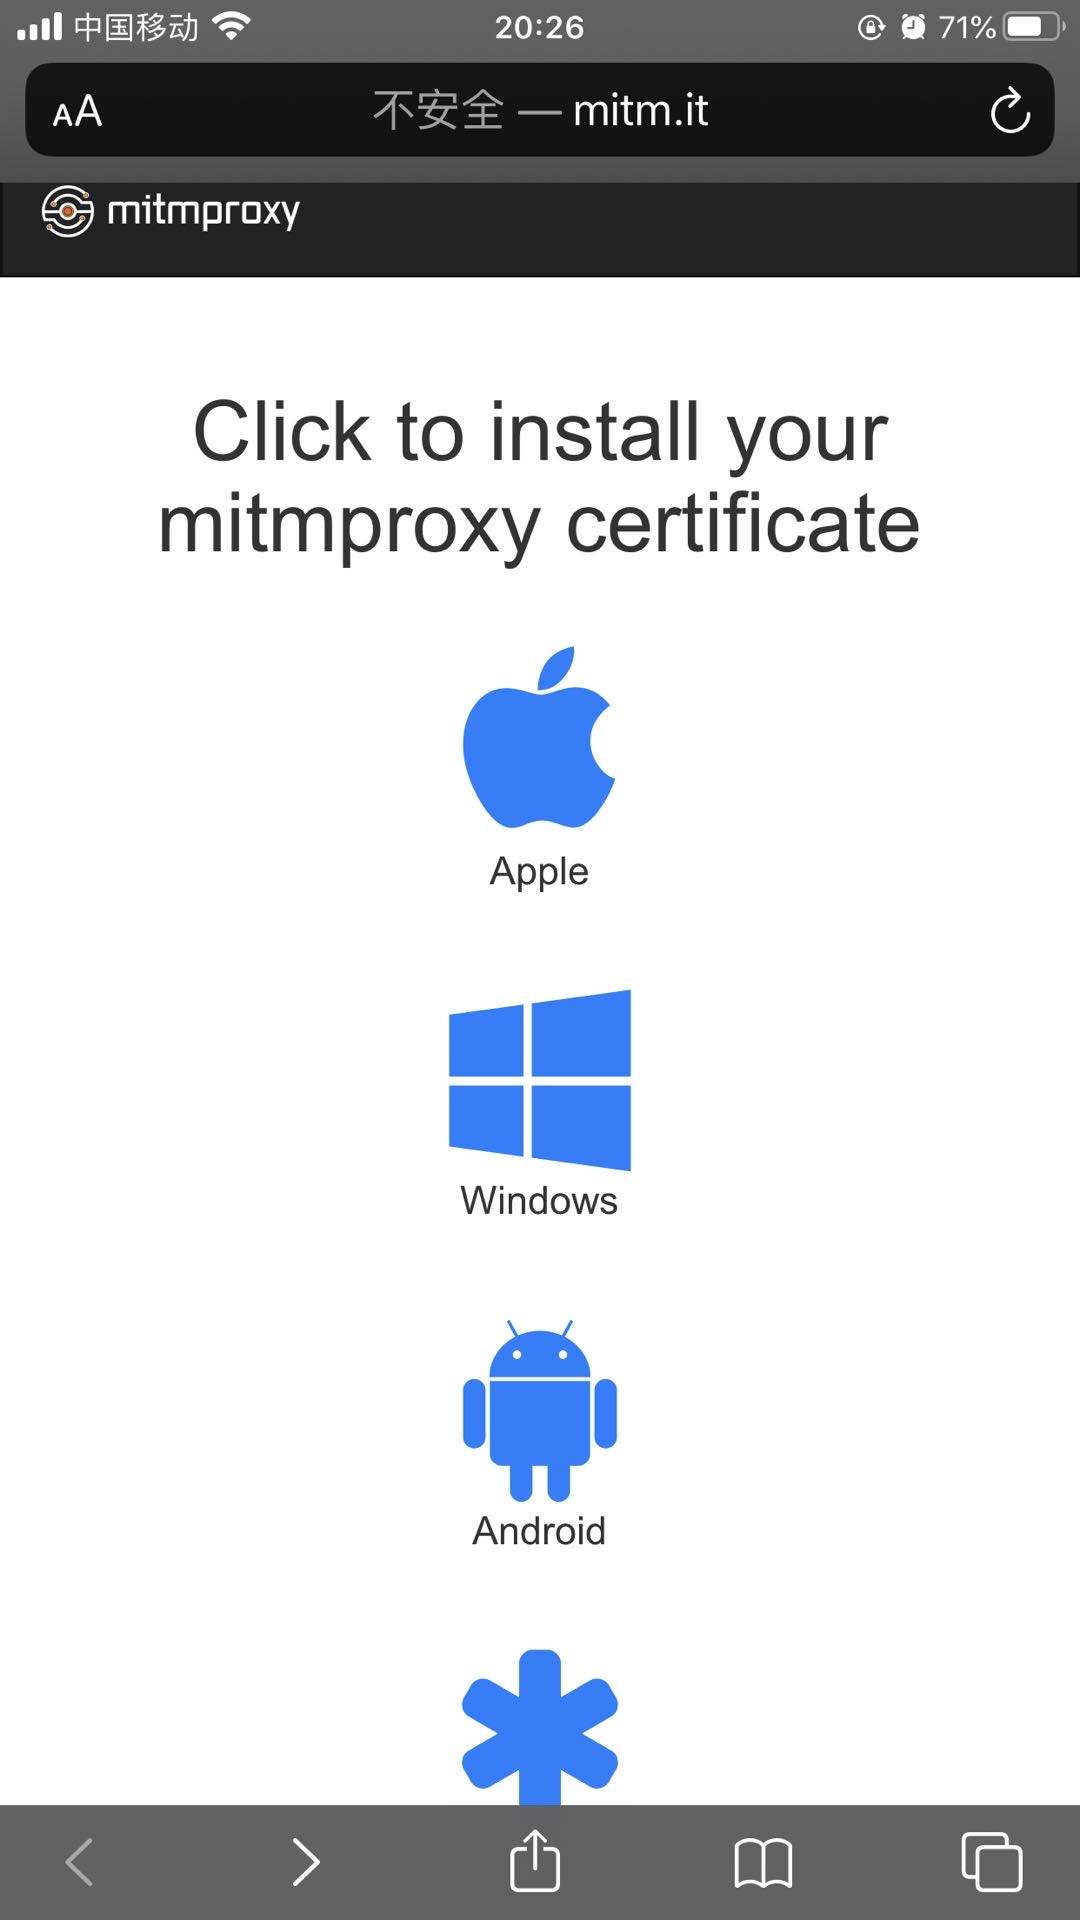 中国移动 20:26 71%
AA 不安全 — mitm.it
mitmproxy
Click to install your
mitmproxy certificate
Apple
Windows
Android